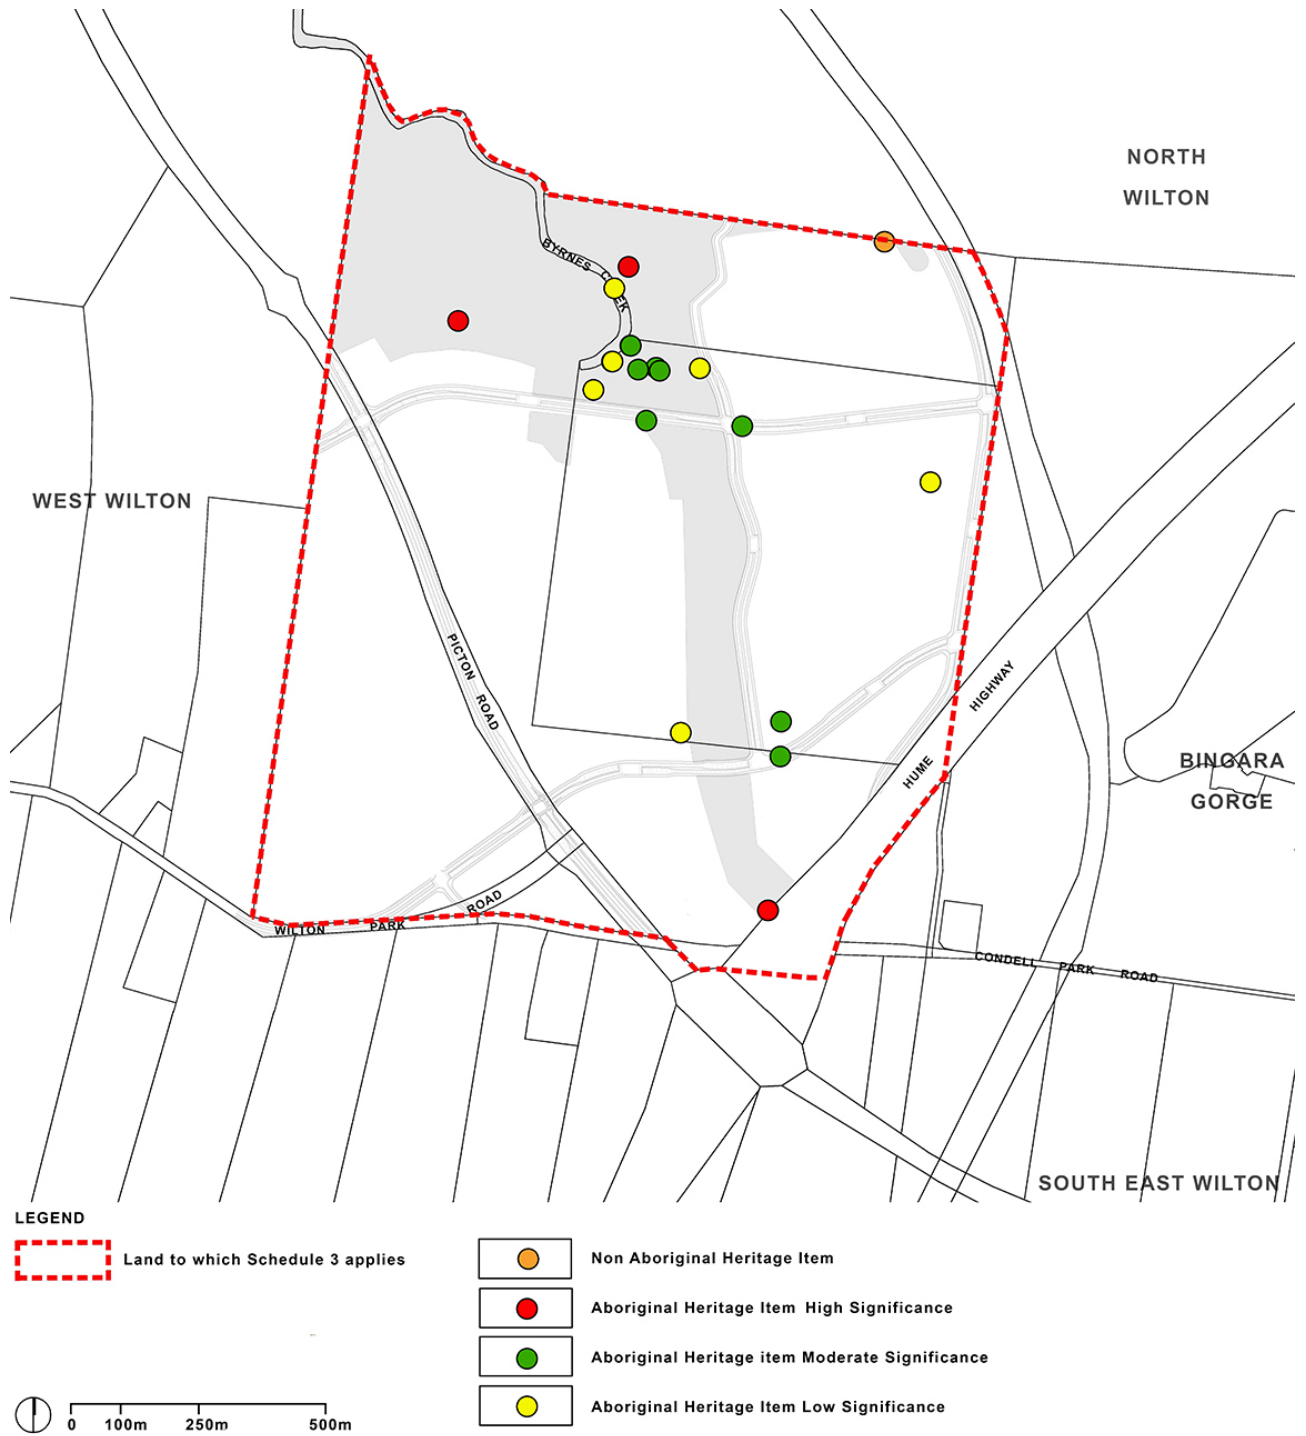 NORTH
WILTON
BYRNES CREEK
WEST WILTON
PICTON ROAD
HUME HIGHWAY
BINGARA
GORGE
ROAD
WILTON PARK
CONDELL PARK ROAD
SOUTH EAST WILTON
LEGEND
Land to which Schedule 3 applies
Non Aboriginal Heritage Item
Aboriginal Heritage Item High Significance
Aboriginal Heritage item Moderate Significance
Aboriginal Heritage Item Low Significance
0 100m 250m 500m